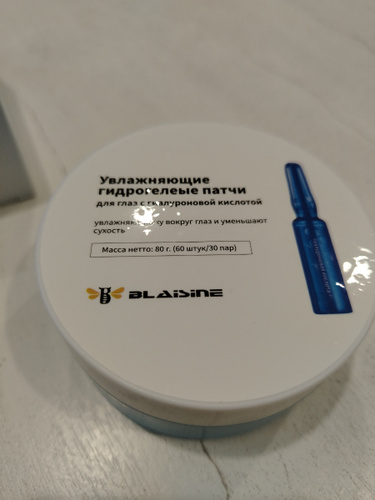 Увлажняющие
гидрогелеые патчи
для глаз с гиалуроновой кислотой
увлажняю вокруг глаз и уменьшают
сухость
Масса нетто: 80 г. (60 штук/30 пар)
BLAISINE